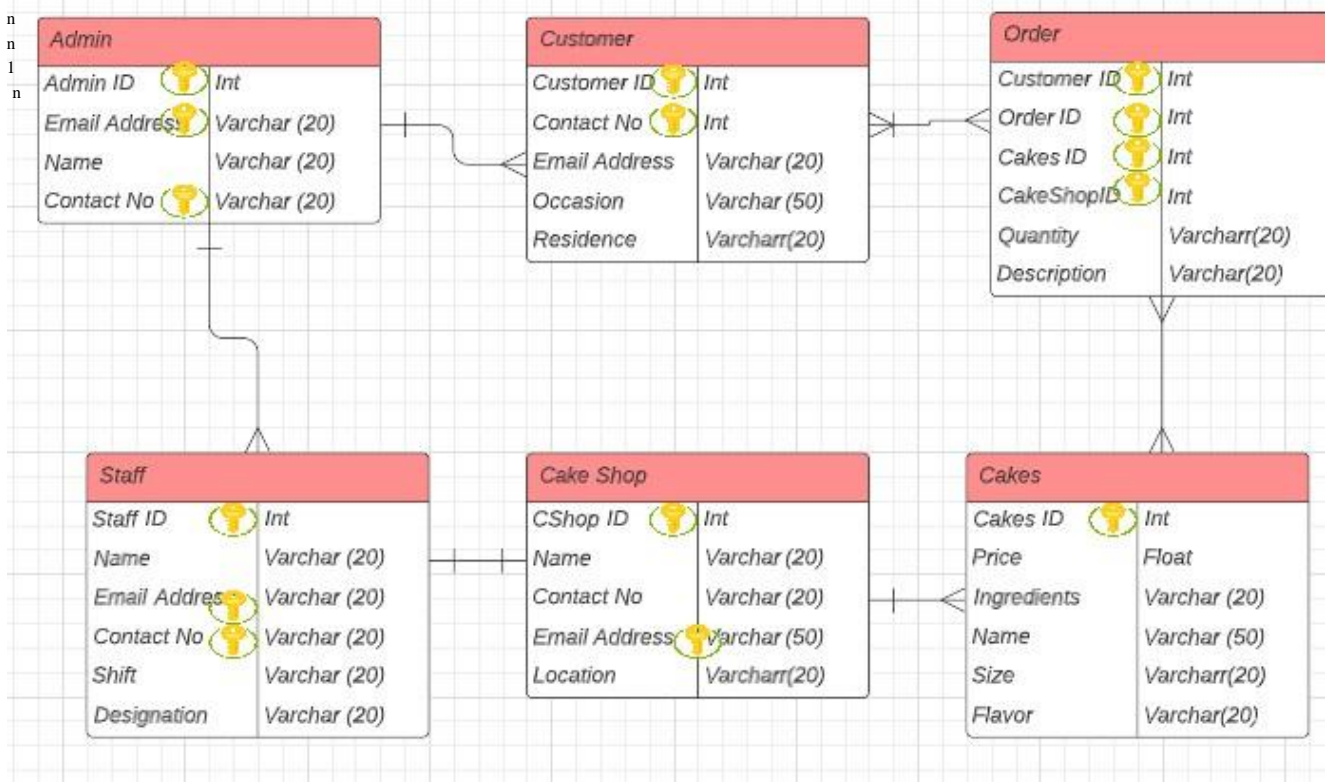 n
n
l
n
Admin
Admin ID Int
Email Address Varchar (20)
Name Varchar (20)
Contact No Varchar (20)
Customer
Customer ID Int
Contact No Int
Email Address Varchar (20)
Occasion Varchar (50)
Residence Varcharr(20)
Order
Customer ID Int
Order ID Int
Cakes ID Int
CakeShopID Int
Quantity Varcharr(20)
Description Varchar(20)
Staff
Staff ID Int
Name Varchar (20)
Email Address Varchar (20)
Contact No Varchar (20)
Shift Varchar (20)
Designation Varchar (20)
Cake Shop
CShop ID Int
Name Varchar (20)
Contact No Varchar (20)
Email Address Varchar (50)
Location Varcharr(20)
Cakes
Cakes ID Int
Price Float
Ingredients Varchar (20)
Name Varchar (50)
Size Varcharr(20)
Flavor Varchar(20)